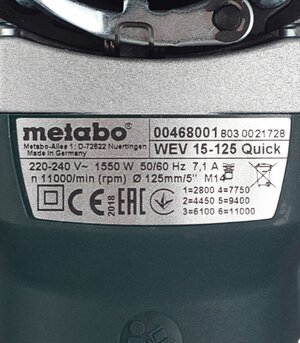 metabo 00468001 803 0021728
Metabo-Allee 1; D-72622 Nuertingen
Made in Germany
WEV 15-125 Quick
220-240 V~ 1550 W 50/60 Hz 7,1 A
n 11000/min (rpm) Ø 125mm/5" M14
1=2800 4=7750
2=4450 5=9400
3=6100 6=11000
CE 2018 EAC